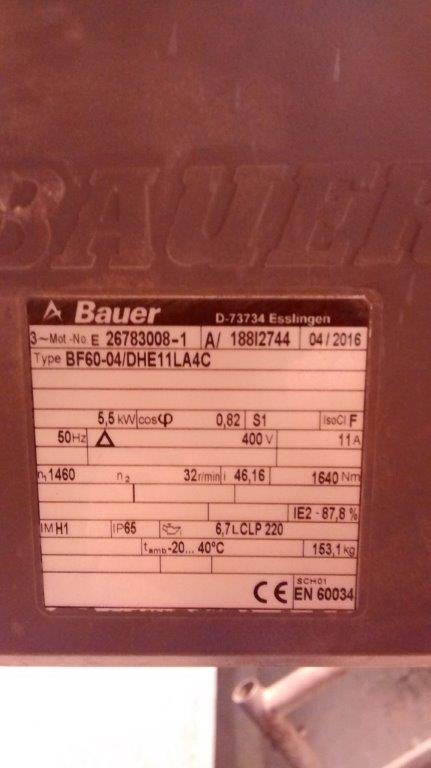 BAUER
Bauer D-73734 Esslingen
3~Mot.-No. E 26783008-1 A/ 188I2744 04/2016
Type BF60-04/DHE11LA4C
5,5 kW cosφ 0,82 S1 IsoCl F
50Hz Δ 400 V 11A
n1 1460 n2 32r/min i 46,16 1640 Nm
IE2 - 87,8 %
IM H1 IP65 6,7 L CLP 220
tamb -20... 40°C 153,1 kg
SCH01
CE EN 60034